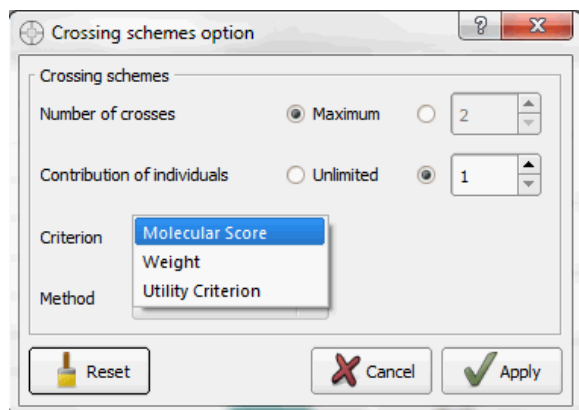 Crossing schemes option
?
X
Crossing schemes
Number of crosses Maximum 2
Contribution of individuals Unlimited 1
Criterion Molecular Score
Weight
Utility Criterion
Method
Reset Cancel Apply